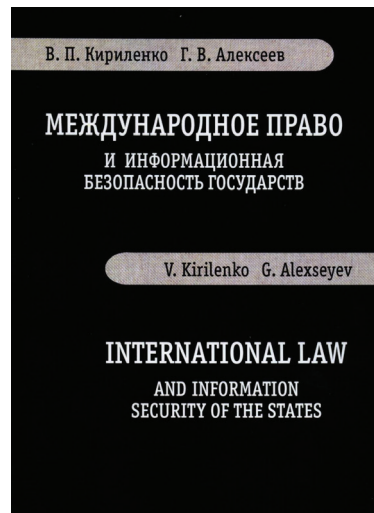 В. П. Кириленко Г. В. Алексеев
МЕЖДУНАРОДНОЕ ПРАВО
И ИНФОРМАЦИОННАЯ
БЕЗОПАСНОСТЬ ГОСУДАРСТВ
V. Kirilenko G. Alexseyev
INTERNATIONAL LAW
AND INFORMATION
SECURITY OF THE STATES